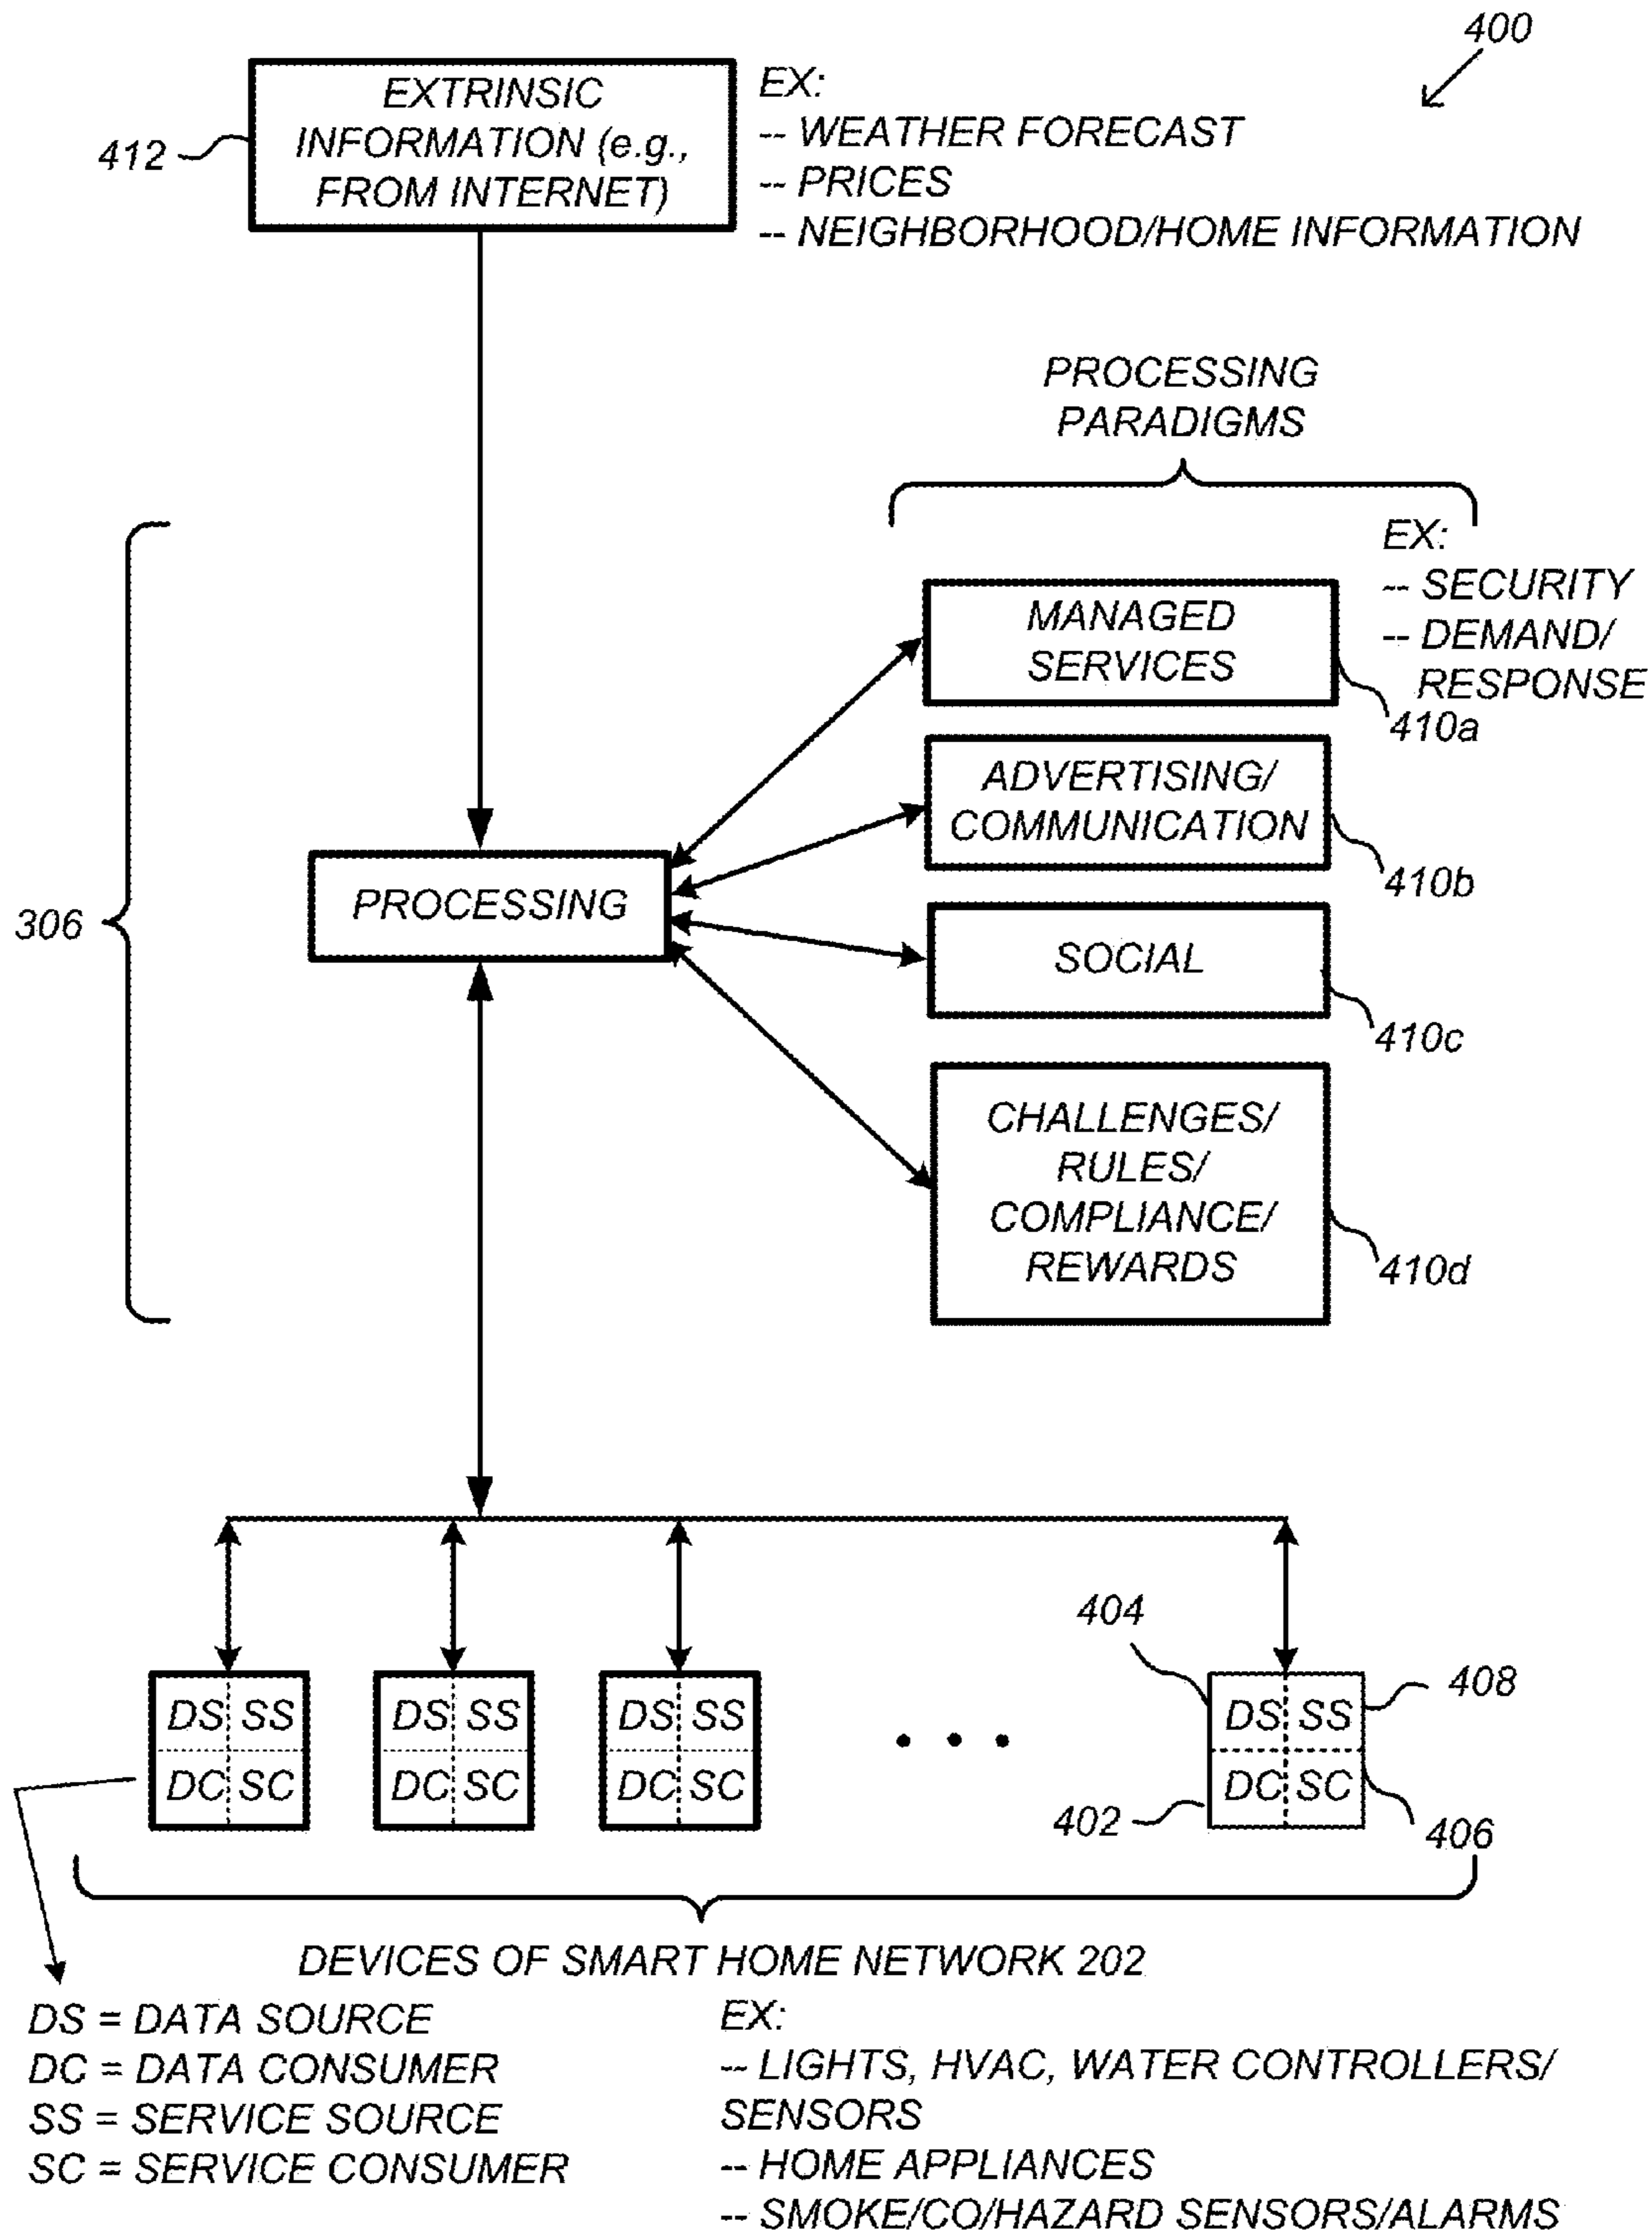 400
EXTRINSIC
INFORMATION (e.g.,
FROM INTERNET)
412
EX:
-- WEATHER FORECAST
-- PRICES
-- NEIGHBORHOOD/HOME INFORMATION
PROCESSING
PARADIGMS
EX:
-- SECURITY
-- DEMAND/
RESPONSE
MANAGED
SERVICES
410a
ADVERTISING/
COMMUNICATION
410b
306
PROCESSING
SOCIAL
410c
CHALLENGES/
RULES/
COMPLIANCE/
REWARDS
410d
404
408
DS SS
DC SC
DS SS
DC SC
DS SS
DC SC
• • •
DS SS
DC SC
402
406
DEVICES OF SMART HOME NETWORK 202
DS = DATA SOURCE
DC = DATA CONSUMER
SS = SERVICE SOURCE
SC = SERVICE CONSUMER
EX:
-- LIGHTS, HVAC, WATER CONTROLLERS/
SENSORS
-- HOME APPLIANCES
-- SMOKE/CO/HAZARD SENSORS/ALARMS